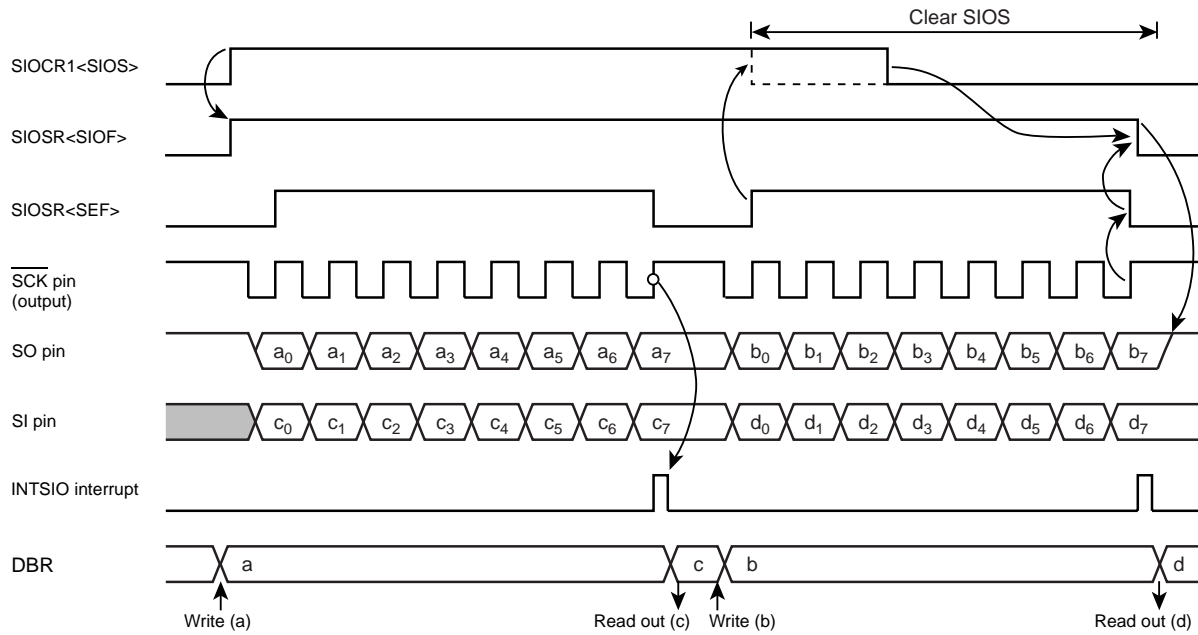 Clear SIOS
SIOCR1<SIOS>
SIOSR<SIOF>
SIOSR<SEF>
SCK pin
(output)
SO pin a0 a1 a2 a3 a4 a5 a6 a7 b0 b1 b2 b3 b4 b5 b6 b7
SI pin c0 c1 c2 c3 c4 c5 c6 c7 d0 d1 d2 d3 d4 d5 d6 d7
INTSIO interrupt
DBR a c b d
Write (a) Read out (c) Write (b) Read out (d)